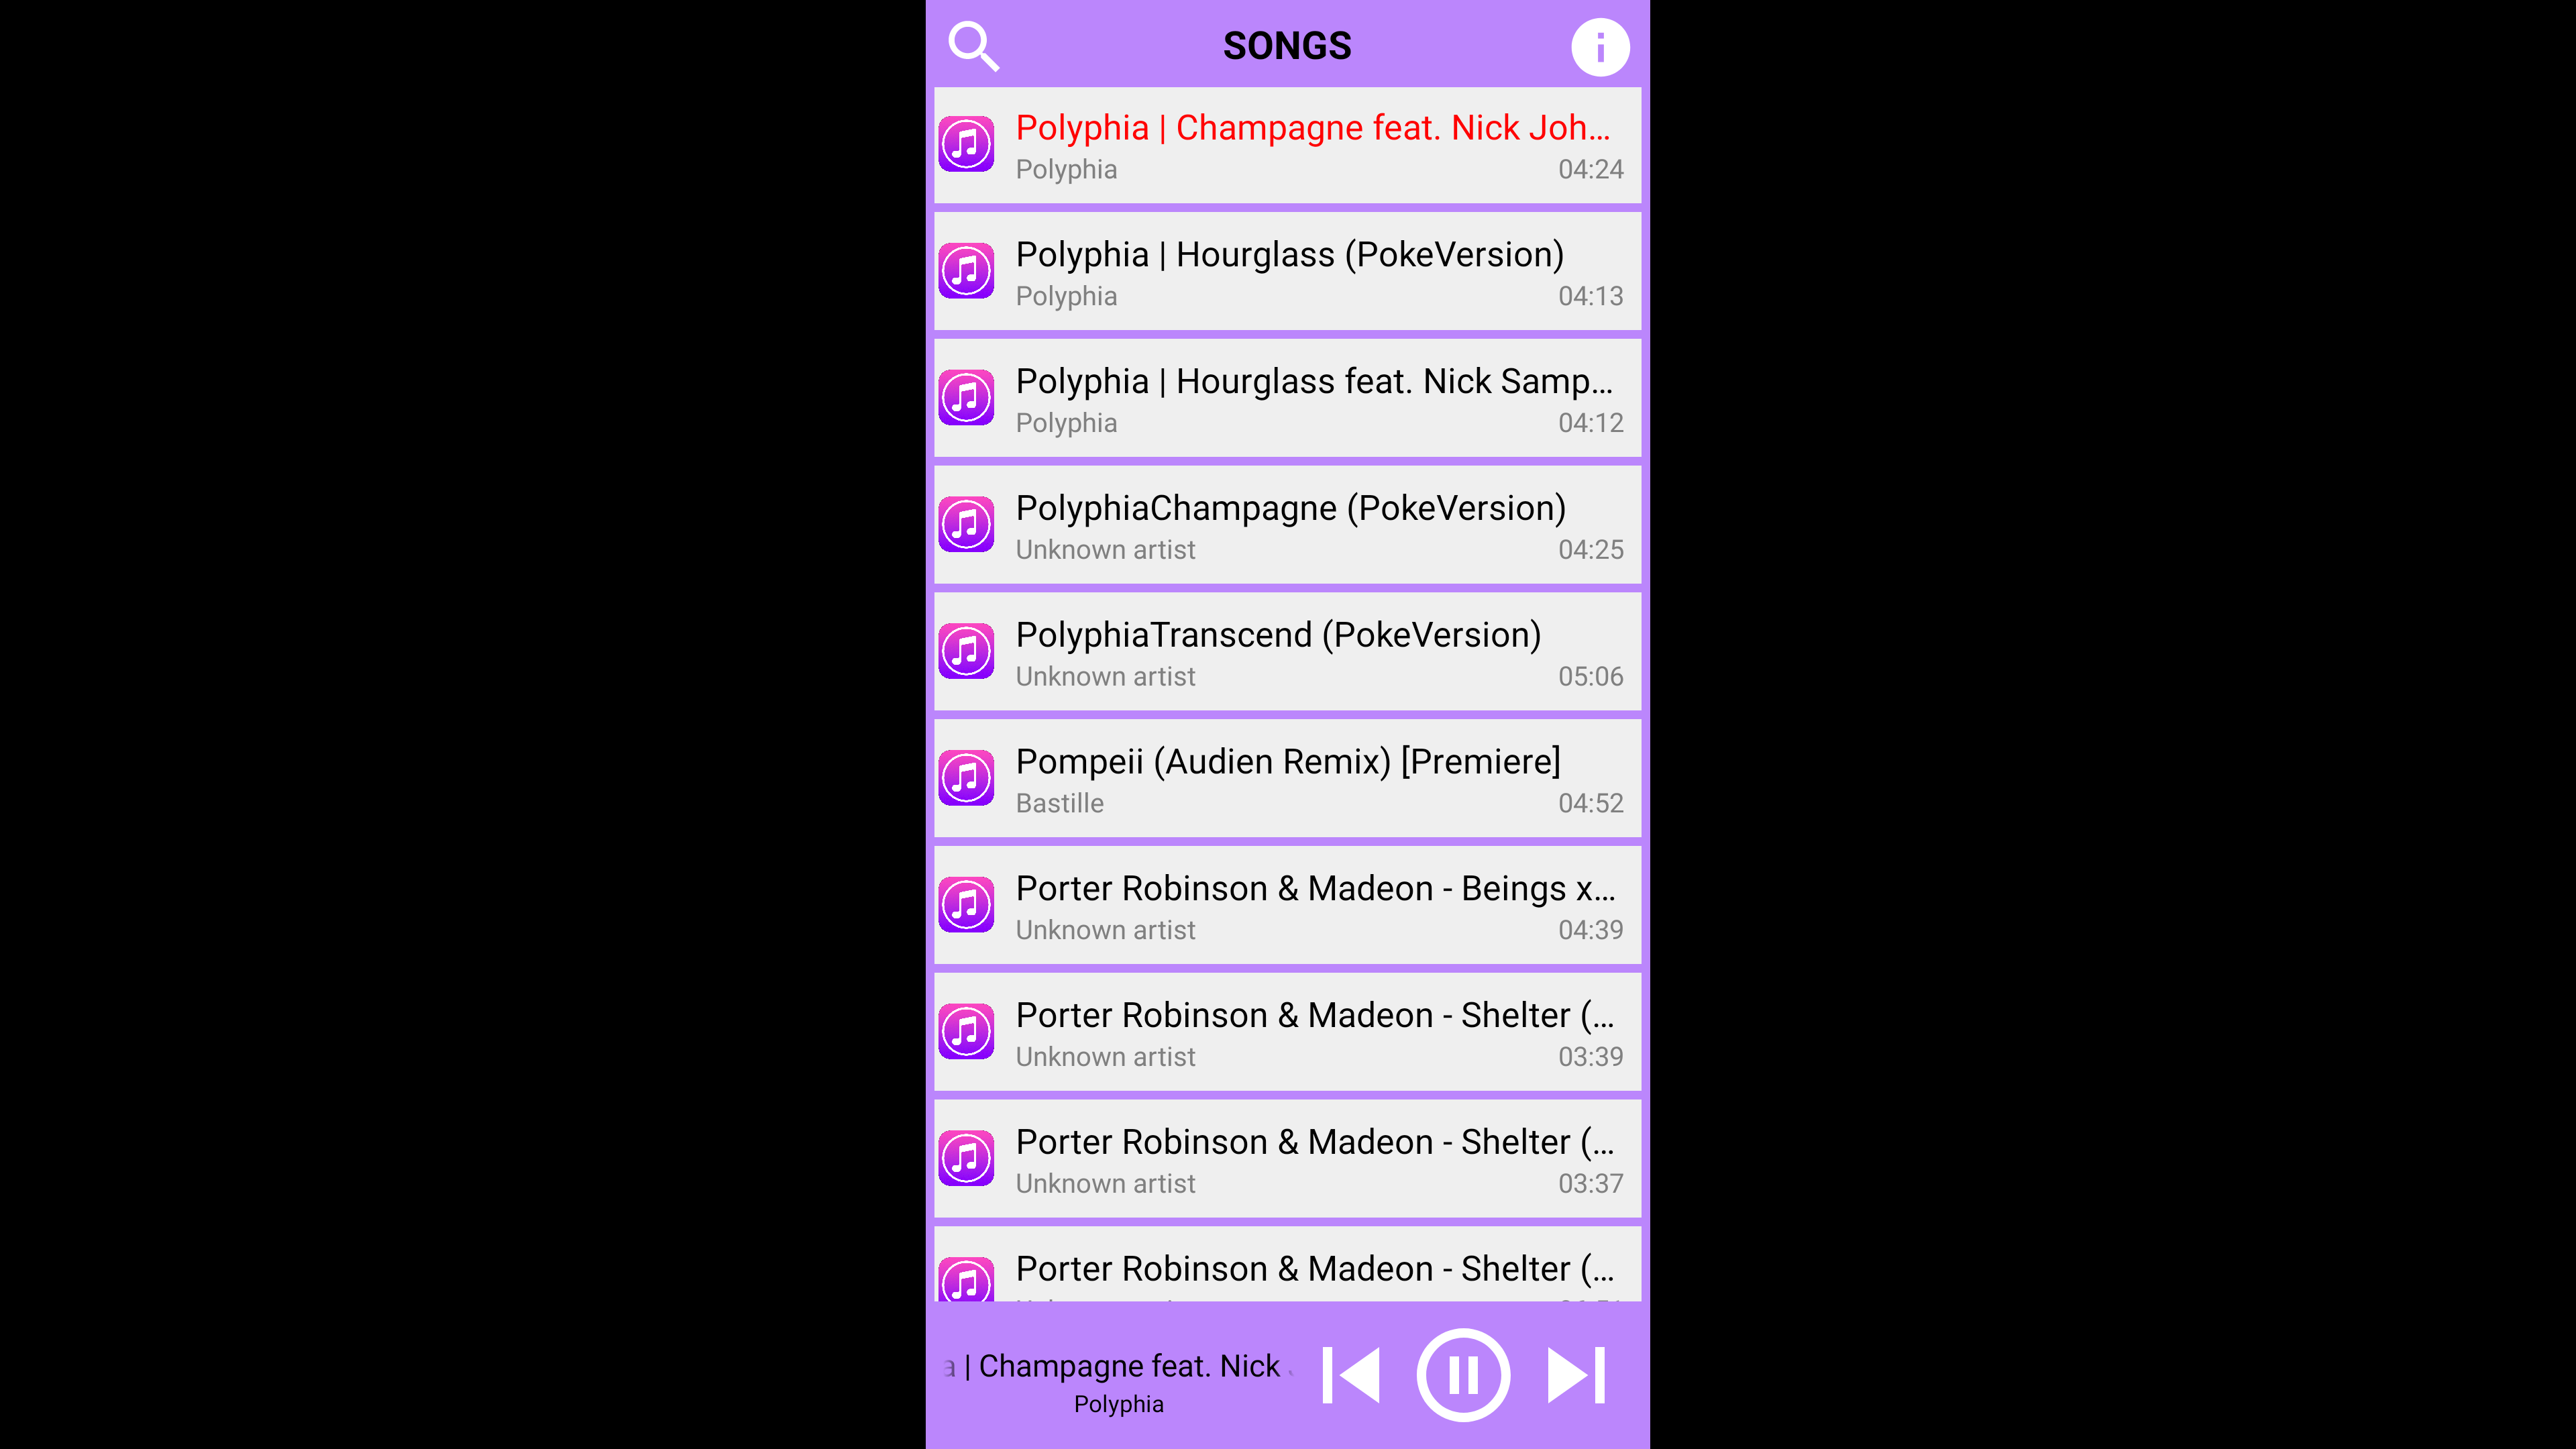 SONGS
Polyphia | Champagne feat. Nick Joh...
Polyphia 04:24
Polyphia | Hourglass (PokeVersion)
Polyphia 04:13
Polyphia | Hourglass feat. Nick Samp...
Polyphia 04:12
PolyphiaChampagne (PokeVersion)
Unknown artist 04:25
PolyphiaTranscend (PokeVersion)
Unknown artist 05:06
Pompeii (Audien Remix) [Premiere]
Bastille 04:52
Porter Robinson & Madeon - Beings x...
Unknown artist 04:39
Porter Robinson & Madeon - Shelter (...
Unknown artist 03:39
Porter Robinson & Madeon - Shelter (...
Unknown artist 03:37
Porter Robinson & Madeon - Shelter (...
a | Champagne feat. Nick
Polyphia